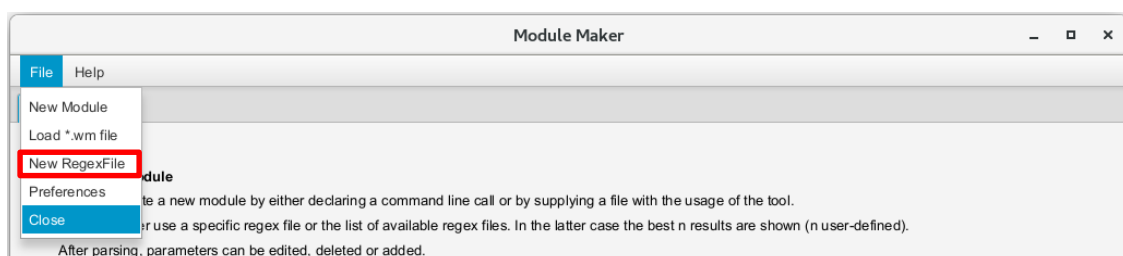 Module Maker
File Help
New Module
Load *.wm file
New RegexFile
Preferences
Close
te a new module by either declaring a command line call or by supplying a file with the usage of the tool.
use a specific regex file or the list of available regex files. In the latter case the best n results are shown (n user-defined).
After parsing, parameters can be edited, deleted or added.